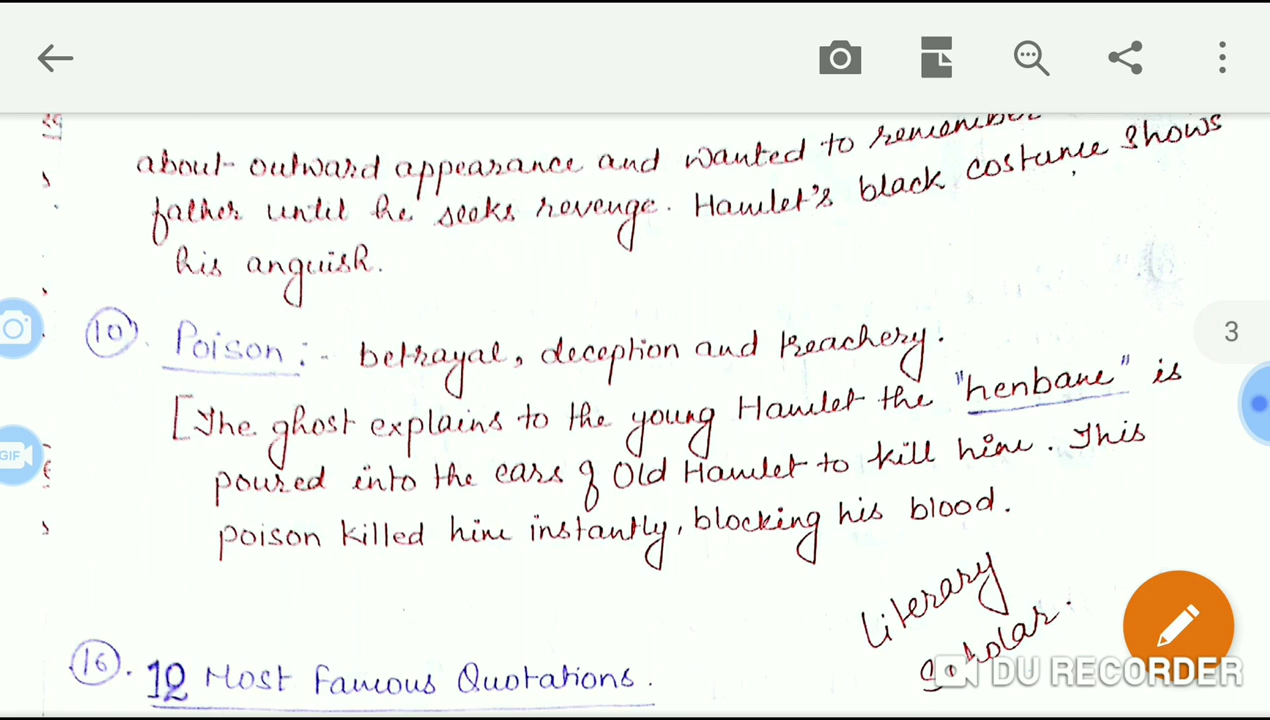 about outward appearance and wanted to remember
father until he seeks revenge. Hamlet's black costume shows
his anguish.
3
(10). Poison :- betrayal, deception and treachery.
[The ghost explains to the young Hamlet the "henbane" is
poured into the ears of Old Hamlet to kill him. This
poison killed him instantly, blocking his blood.
GIF
Literary
Scholar.
(16). 12 Most Famous Quotations.
DU RECORDER